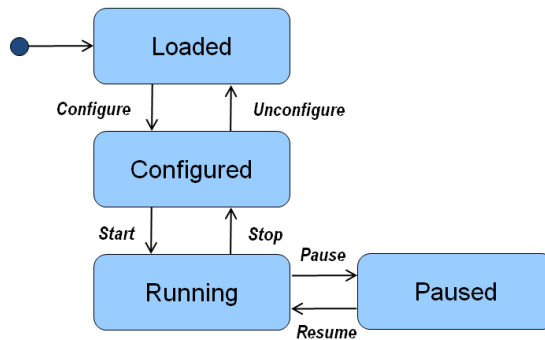 Loaded
Configure
Unconfigure
Configured
Start
Stop
Pause
Running
Paused
Resume